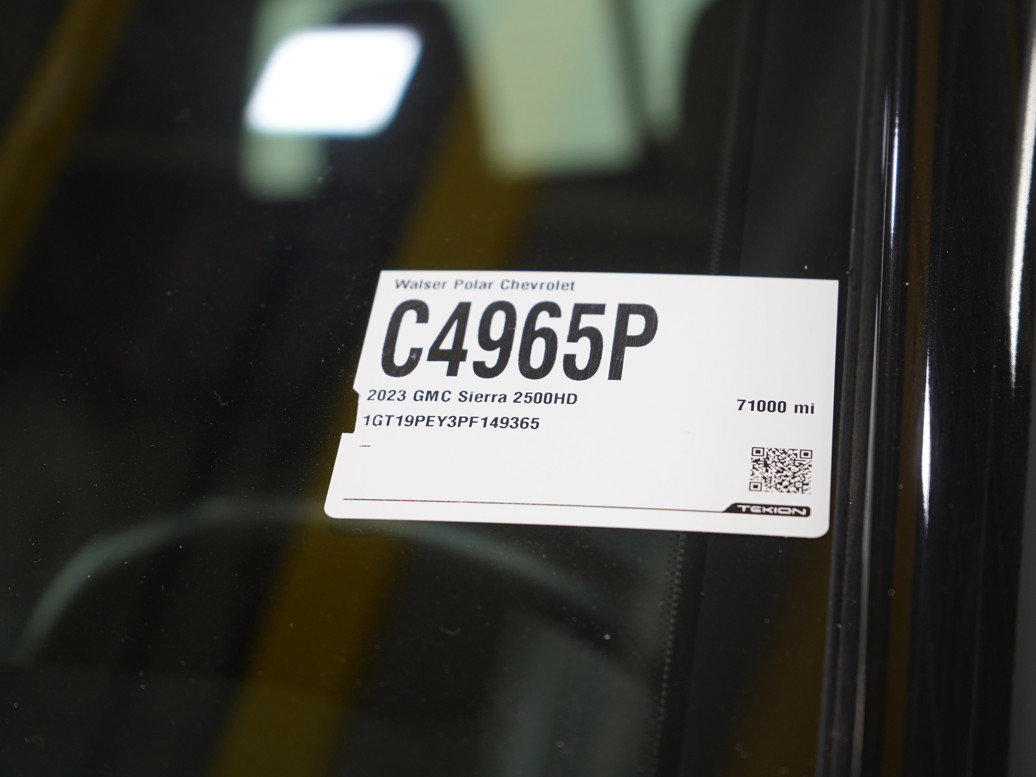 Walser Polar Chevrolet
C4965P
2023 GMC Sierra 2500HD
71000 mi
1GT19PEY3PF149365
–
TEKION